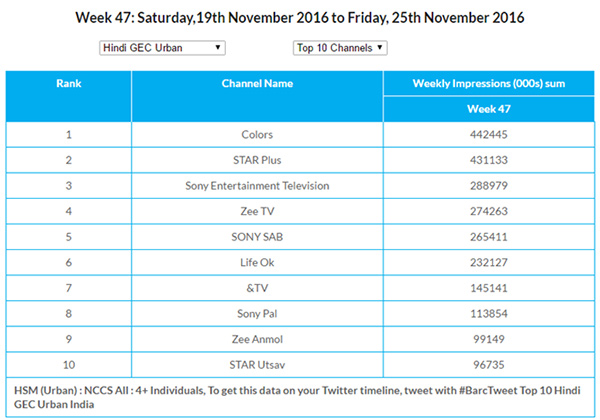 Week 47: Saturday,19th November 2016 to Friday, 25th November 2016
Hindi GEC Urban Top 10 Channels
Rank Channel Name Weekly Impressions (000s) sum
Week 47
1 Colors 442445
2 STAR Plus 431133
3 Sony Entertainment Television 288979
4 Zee TV 274263
5 SONY SAB 265411
6 Life Ok 232127
7 &TV 145141
8 Sony Pal 113854
9 Zee Anmol 99149
10 STAR Utsav 96735
HSM (Urban) : NCCS All : 4+ Individuals, To get this data on your Twitter timeline, tweet with #BarcTweet Top 10 Hindi
GEC Urban India